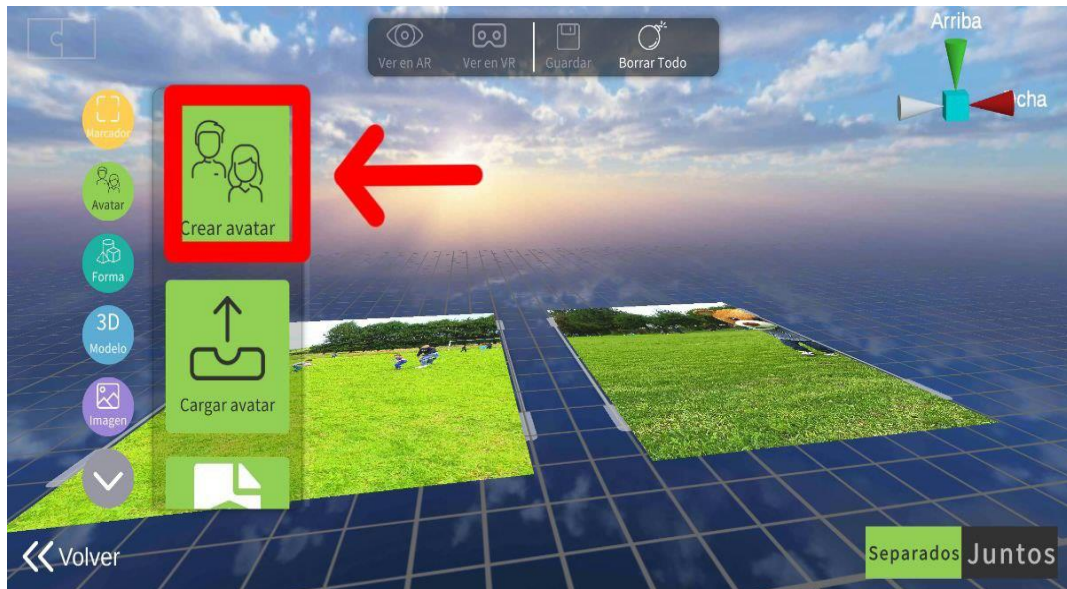 Ver en AR
Ver en VR
Guardar
Borrar Todo
Arriba
cha
Marcador
Crear avatar
Avatar
Forma
3D
Modelo
Cargar avatar
Imagen
Volver
Separados
Juntos